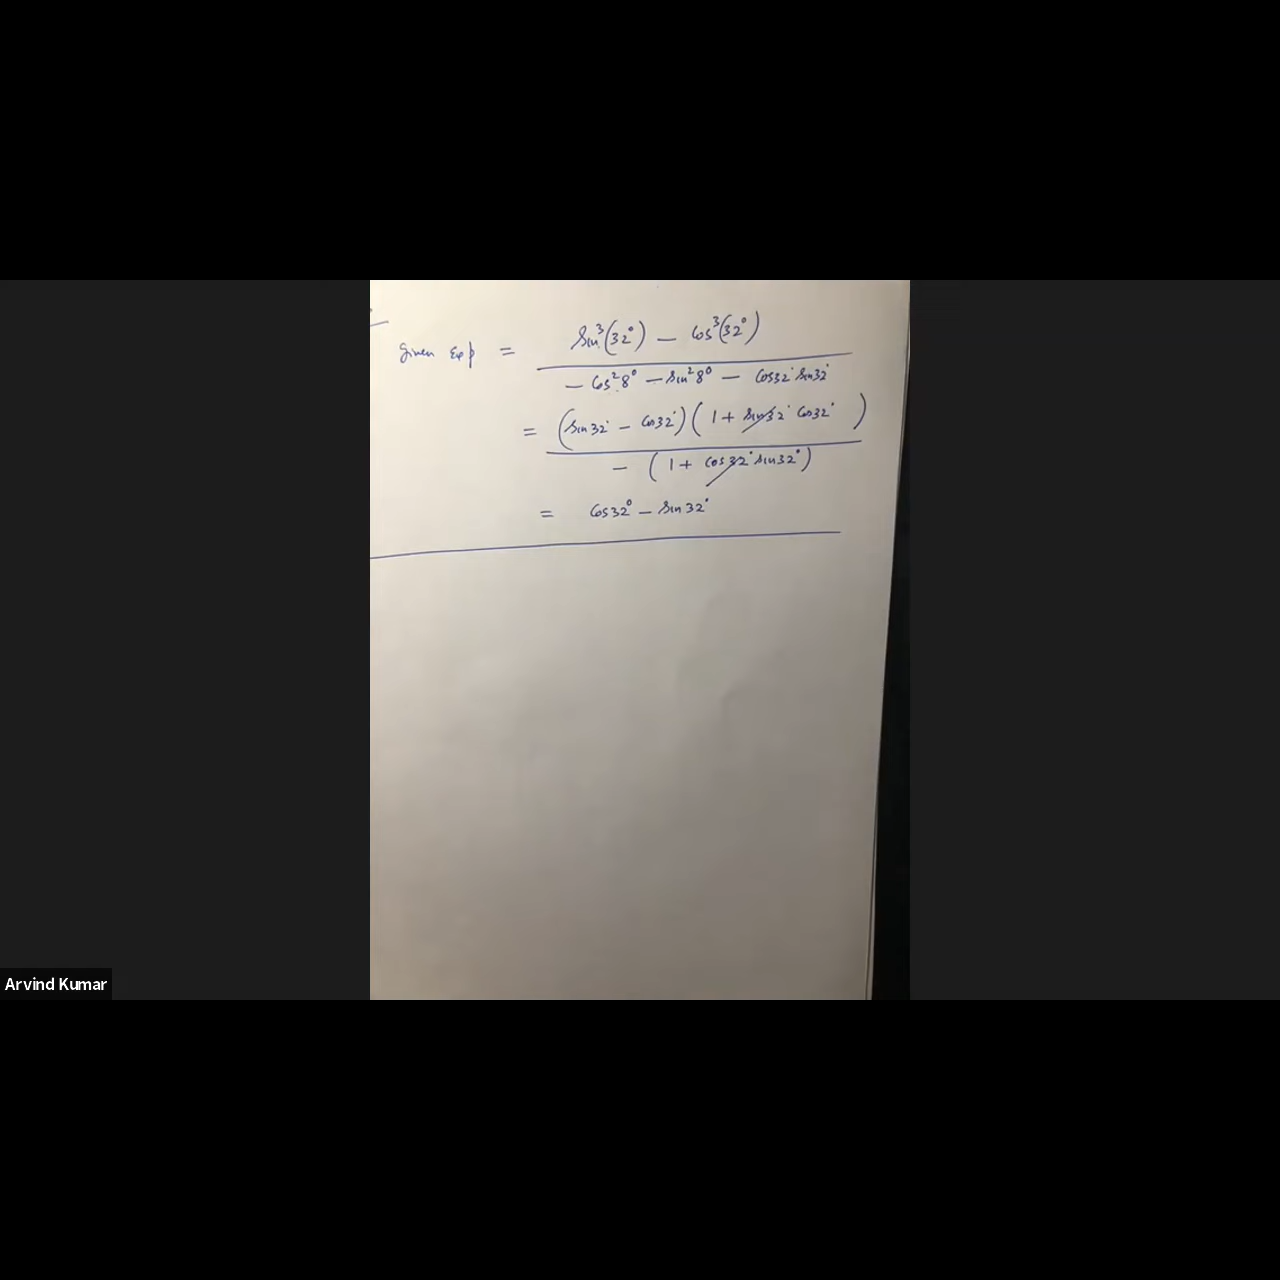 Given Exp = sin³(32°) − cos³(32°)
− cos²8° − sin²8° − cos32° sin32°
= (sin32° − cos32°)(1 + sin32° cos32°)
− (1 + cos32° sin32°)
= cos32° − sin32°
Arvind Kumar